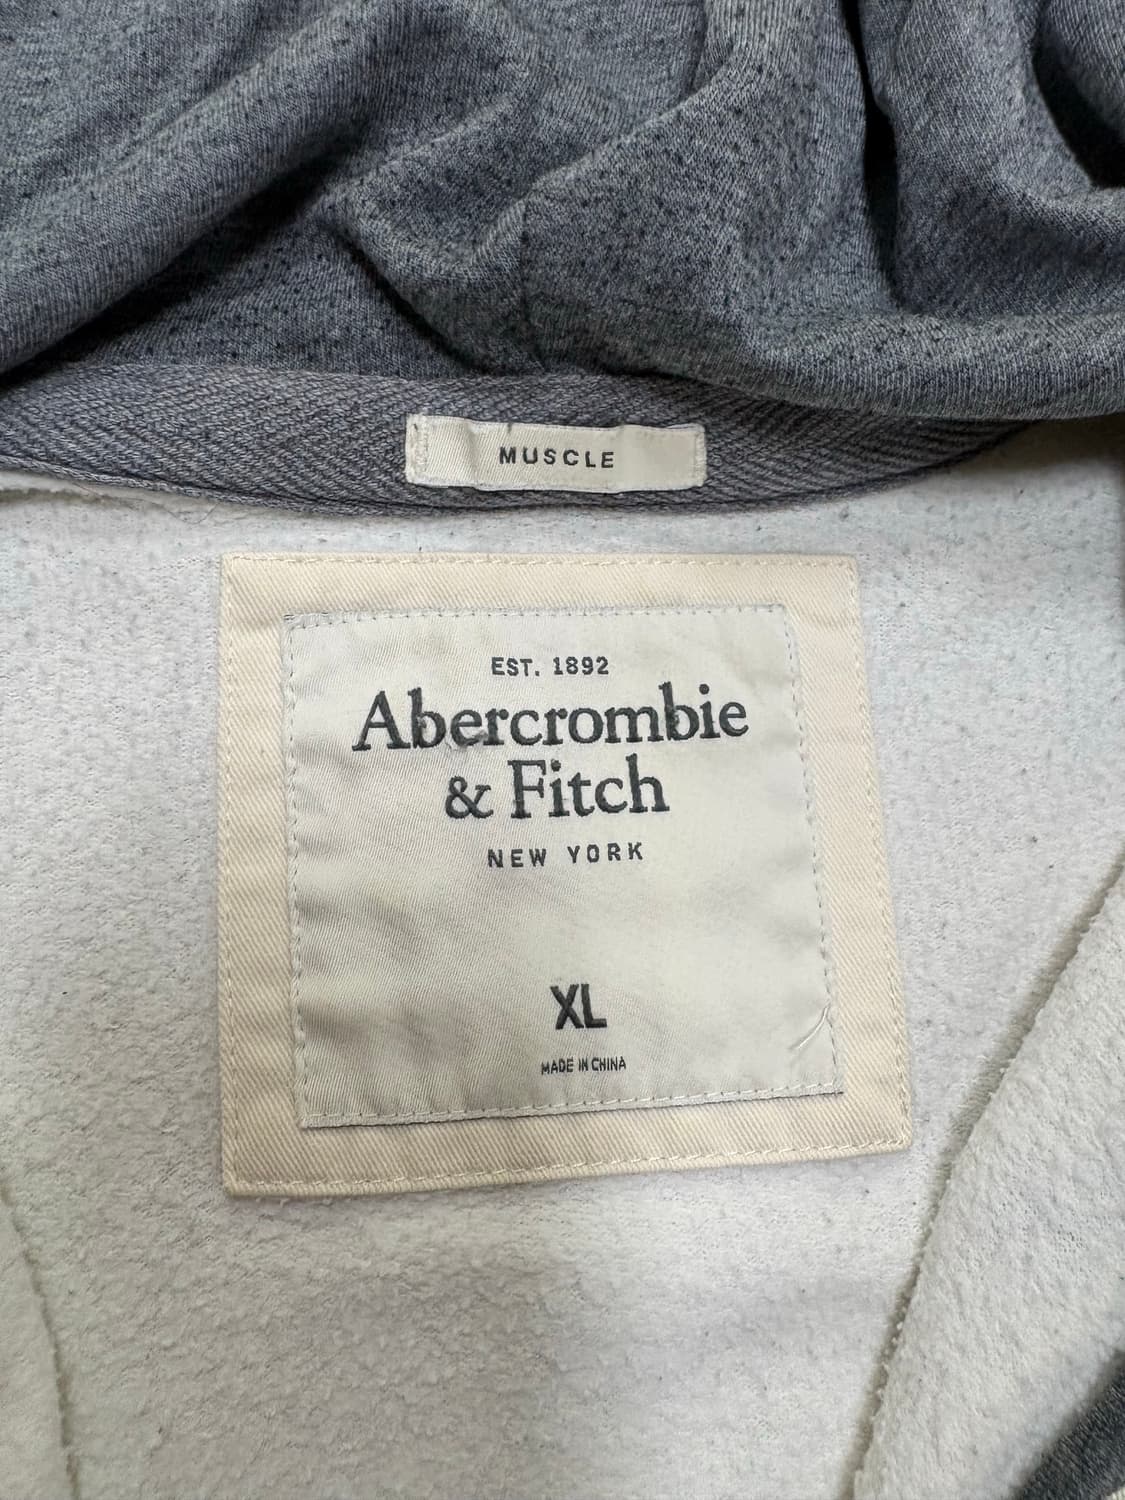 MUSCLE
EST. 1892
Abercrombie
& Fitch
NEW YORK
XL
MADE IN CHINA